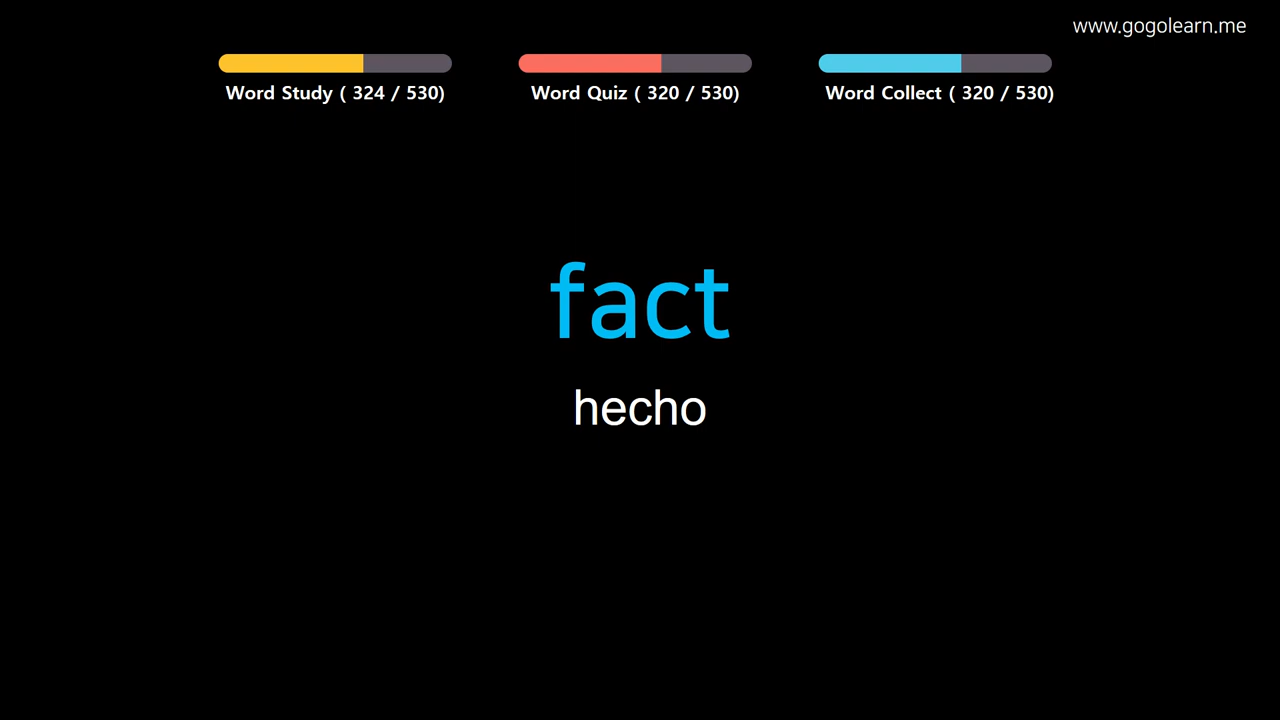 www.gogolearn.me
Word Study ( 324 / 530)
Word Quiz ( 320 / 530)
Word Collect ( 320 / 530)
fact
hecho